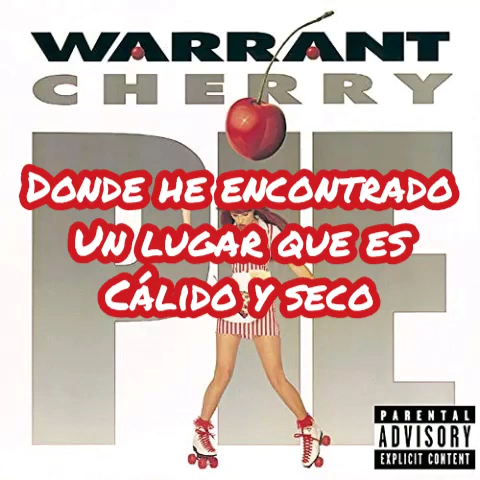 WARRANT
CHERRY
PIE
DONDE HE ENCONTRADO
UN LUGAR QUE ES
CÁLIDO Y SECO
PARENTAL
ADVISORY
EXPLICIT CONTENT